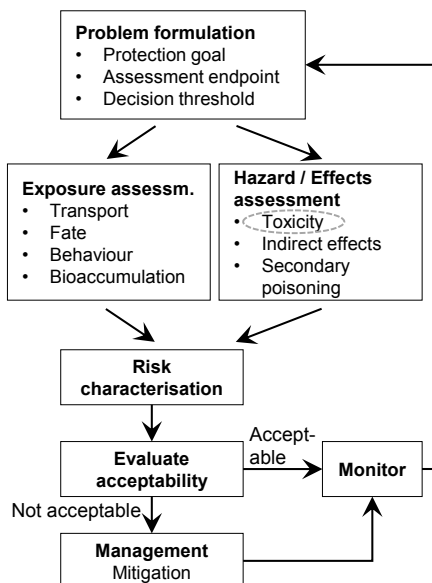 Problem formulation
• Protection goal
• Assessment endpoint
• Decision threshold
Exposure assessm.
• Transport
• Fate
• Behaviour
• Bioaccumulation
Hazard / Effects
assessment
• Toxicity
• Indirect effects
• Secondary
poisoning
Risk
characterisation
Evaluate
acceptability
Accept-
able
Monitor
Not acceptable
Management
Mitigation